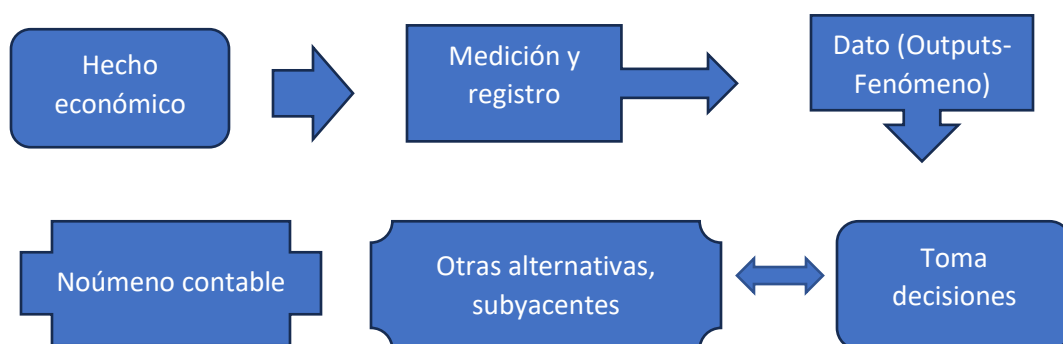 Hecho
económico
Medición y
registro
Dato (Outputs-
Fenómeno)
Noúmeno contable
Otras alternativas,
subyacentes
Toma
decisiones